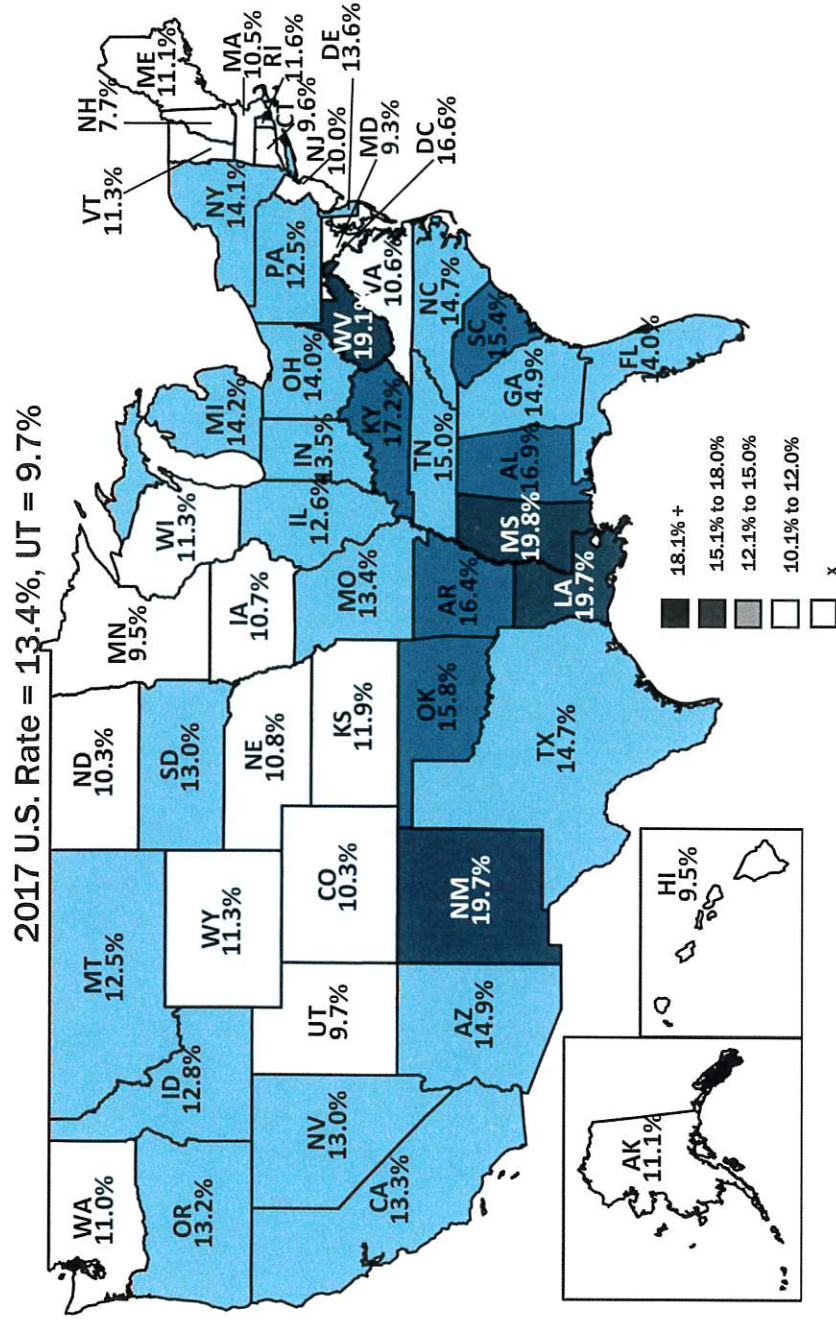 2017 U.S. Rate = 13.4%, UT = 9.7%
WA
11.0%
OR
13.2%
CA
13.3%
NV
13.0%
ID
12.8%
MT
12.5%
WY
11.3%
UT
9.7%
AZ
14.9%
CO
10.3%
NM
19.7%
ND
10.3%
SD
13.0%
NE
10.8%
KS
11.9%
OK
15.8%
TX
14.7%
MN
9.5%
IA
10.7%
MO
13.4%
AR
16.4%
LA
19.7%
WI
11.3%
IL
12.6%
MI
14.2%
IN
13.5%
OH
14.0%
KY
17.2%
TN
15.0%
MS
19.8%
AL
16.9%
GA
14.9%
FL
14.0%
SC
15.4%
NC
14.7%
VA
10.6%
WV
19.1%
PA
12.5%
NY
14.1%
VT
11.3%
NH
7.7%
ME
11.1%
MA
10.5%
RI
11.6%
CT
9.6%
NJ
10.0%
DE
13.6%
MD
9.3%
DC
16.6%
AK
11.1%
HI
9.5%
18.1% +
15.1% to 18.0%
12.1% to 15.0%
10.1% to 12.0%
x